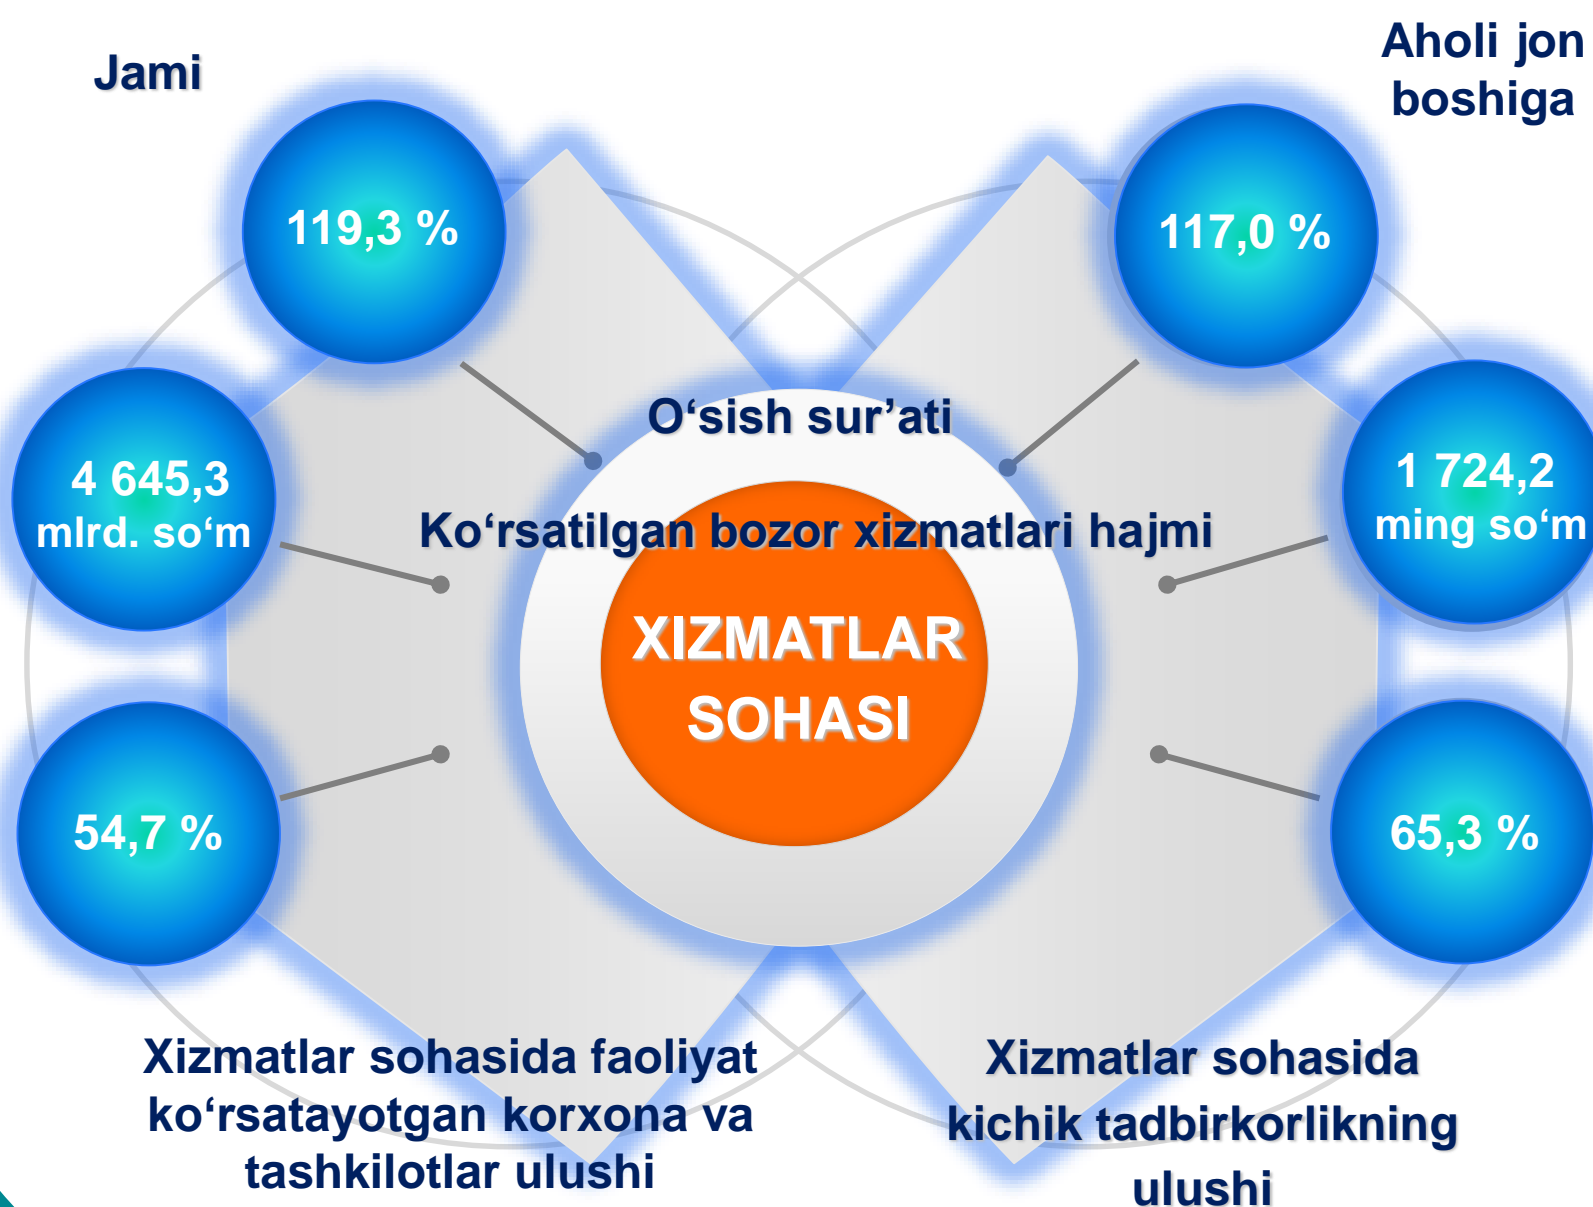 Jami
Aholi jon
boshiga
119,3 %
117,0 %
O‘sish sur’ati
4 645,3
mlrd. so‘m
1 724,2
ming so‘m
Ko‘rsatilgan bozor xizmatlari hajmi
XIZMATLAR
SOHASI
54,7 %
65,3 %
Xizmatlar sohasida faoliyat
ko‘rsatayotgan korxona va
tashkilotlar ulushi
Xizmatlar sohasida
kichik tadbirkorlikning
ulushi